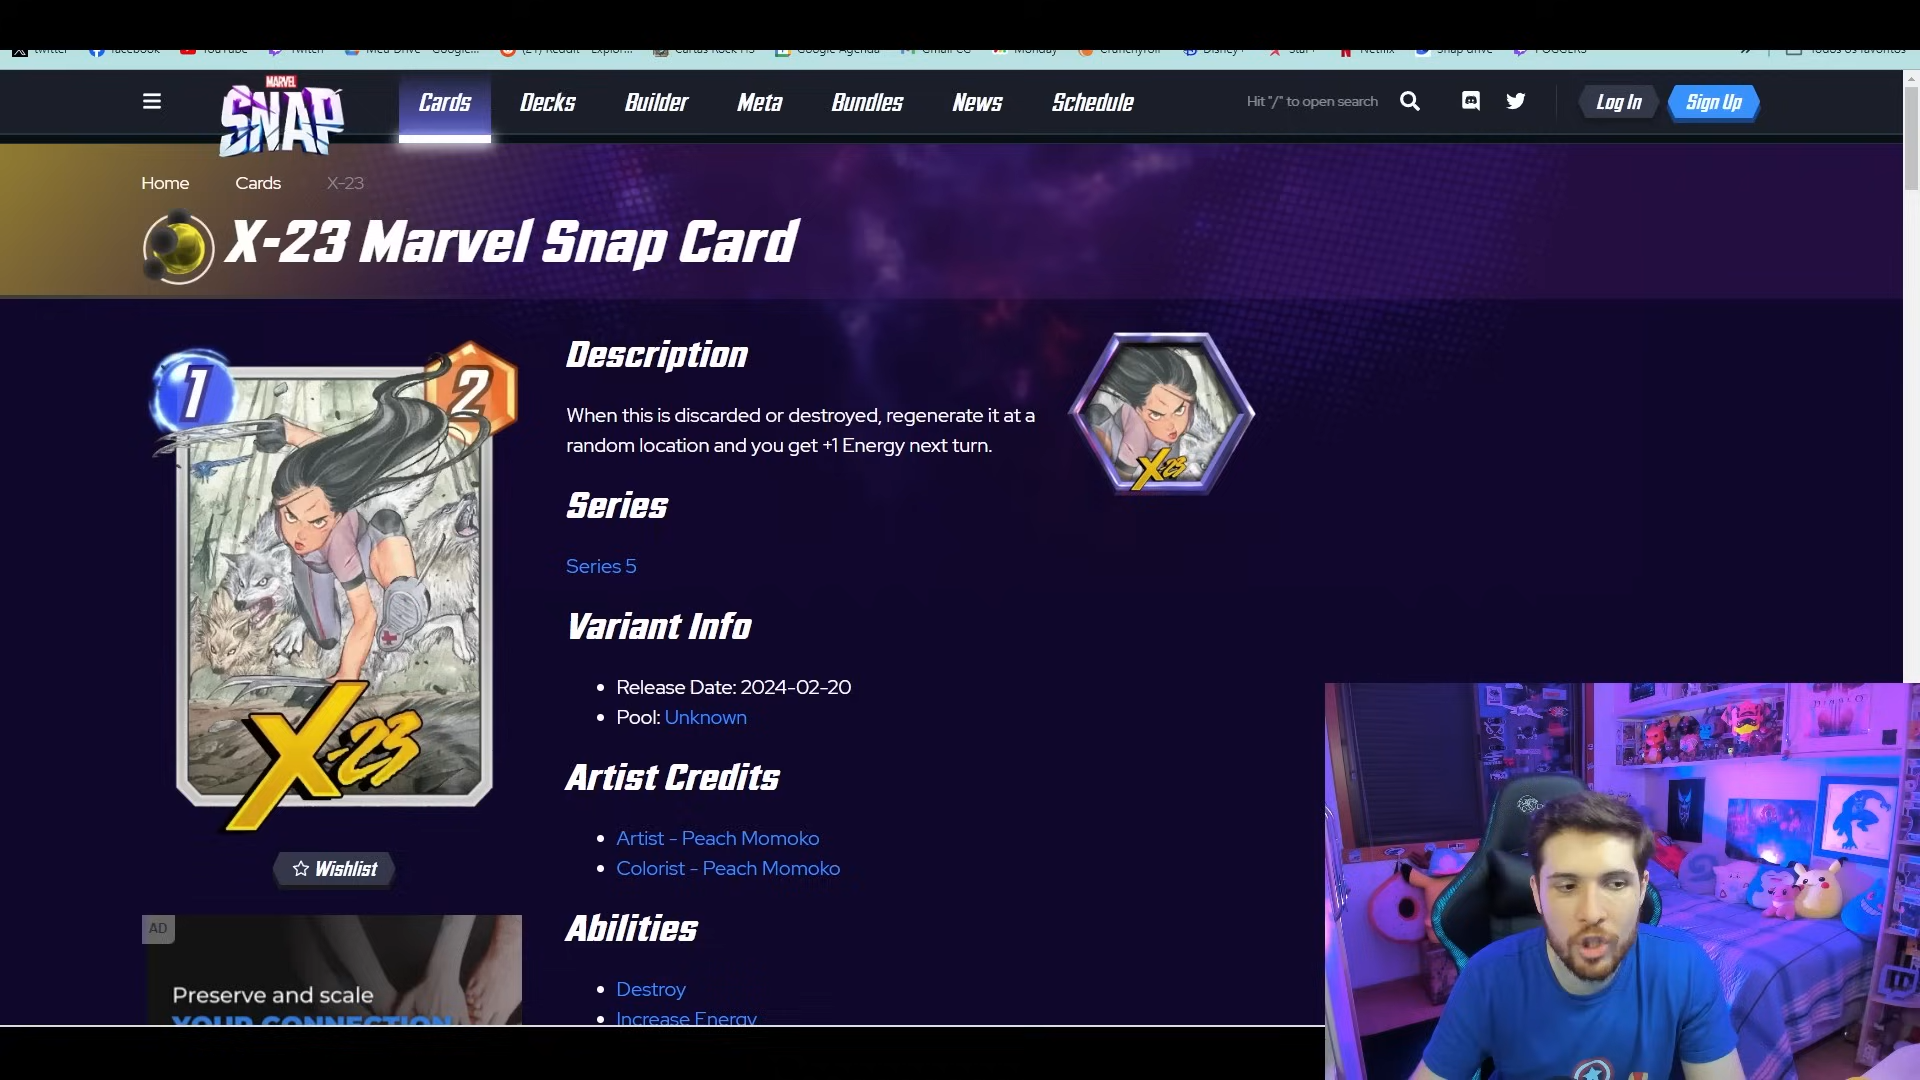 MARVEL
SNAP
Cards
Decks
Builder
Meta
Bundles
News
Schedule
Hit "/" to open search
Log In
Sign Up
Home
Cards
X-23
X-23 Marvel Snap Card
1
2
X-23
Wishlist
AD
Preserve and scale
YOUR CONNECTION
Description
When this is discarded or destroyed, regenerate it at a
random location and you get +1 Energy next turn.
X-23
Series
Series 5
Variant Info
Release Date: 2024-02-20
Pool: Unknown
Artist Credits
Artist - Peach Momoko
Colorist - Peach Momoko
Abilities
Destroy
Increase Energy